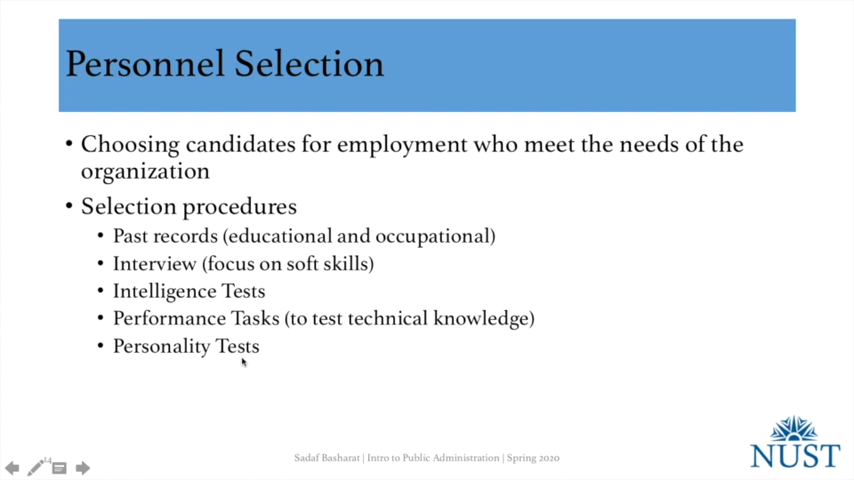 Personnel Selection
• Choosing candidates for employment who meet the needs of the
organization
• Selection procedures
• Past records (educational and occupational)
• Interview (focus on soft skills)
• Intelligence Tests
• Performance Tasks (to test technical knowledge)
• Personality Tests
Sadaf Basharat | Intro to Public Administration | Spring 2020
NUST